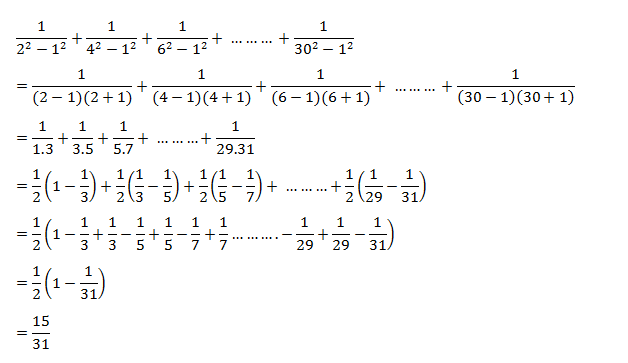 1/(2² − 1²) + 1/(4² − 1²) + 1/(6² − 1²) + ……… + 1/(30² − 1²)
= 1/((2 − 1)(2 + 1)) + 1/((4 − 1)(4 + 1)) + 1/((6 − 1)(6 + 1)) + ……… + 1/((30 − 1)(30 + 1))
= 1/1.3 + 1/3.5 + 1/5.7 + ……… + 1/29.31
= 1/2(1 − 1/3) + 1/2(1/3 − 1/5) + 1/2(1/5 − 1/7) + ……… + 1/2(1/29 − 1/31)
= 1/2(1 − 1/3 + 1/3 − 1/5 + 1/5 − 1/7 + 1/7 ………. − 1/29 + 1/29 − 1/31)
= 1/2(1 − 1/31)
= 15/31